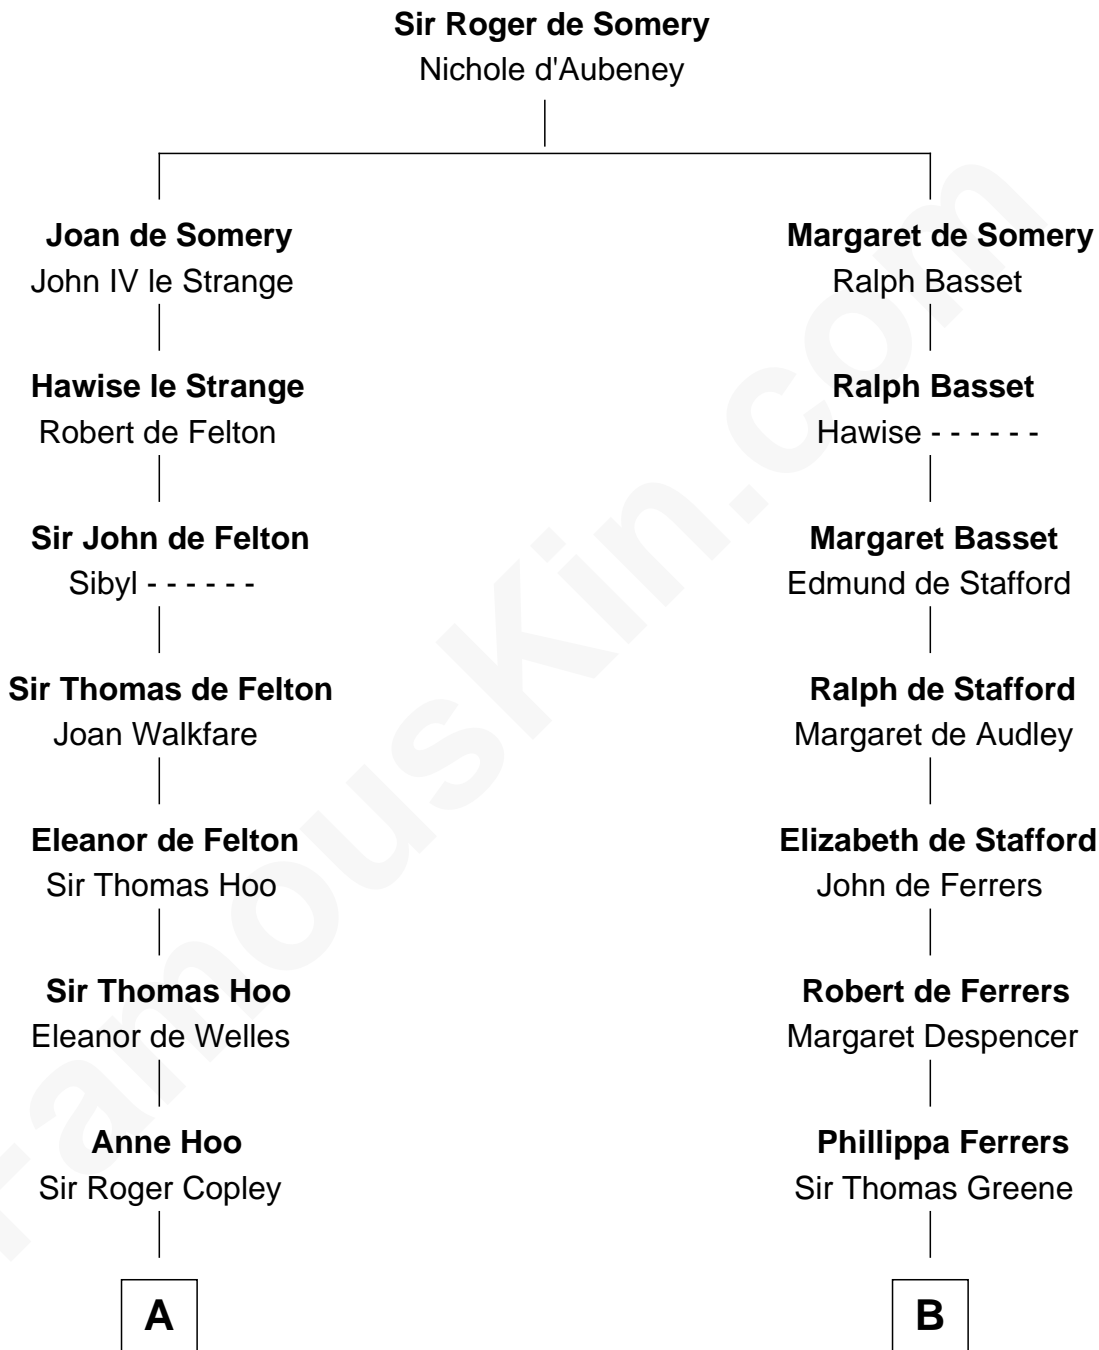 Sir Roger de Somery
Nichole d'Aubeney
Joan de Somery
John IV le Strange
Hawise le Strange
Robert de Felton
Sir John de Felton
Sibyl - - - - - -
Sir Thomas de Felton
Joan Walkfare
Eleanor de Felton
Sir Thomas Hoo
Sir Thomas Hoo
Eleanor de Welles
Anne Hoo
Sir Roger Copley
A
Margaret de Somery
Ralph Basset
Ralph Basset
Hawise - - - - - -
Margaret Basset
Edmund de Stafford
Ralph de Stafford
Margaret de Audley
Elizabeth de Stafford
John de Ferrers
Robert de Ferrers
Margaret Despencer
Phillippa Ferrers
Sir Thomas Greene
B
FamousKin.com